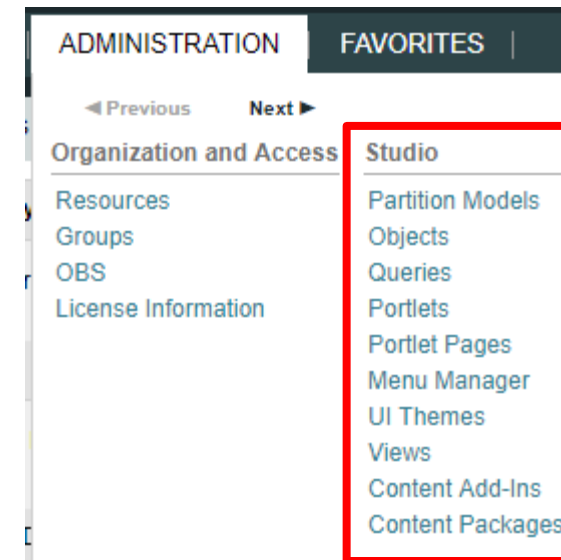 ADMINISTRATION | FAVORITES |
◄Previous Next►
Organization and Access
Resources
Groups
OBS
License Information
Studio
Partition Models
Objects
Queries
Portlets
Portlet Pages
Menu Manager
UI Themes
Views
Content Add-Ins
Content Packages